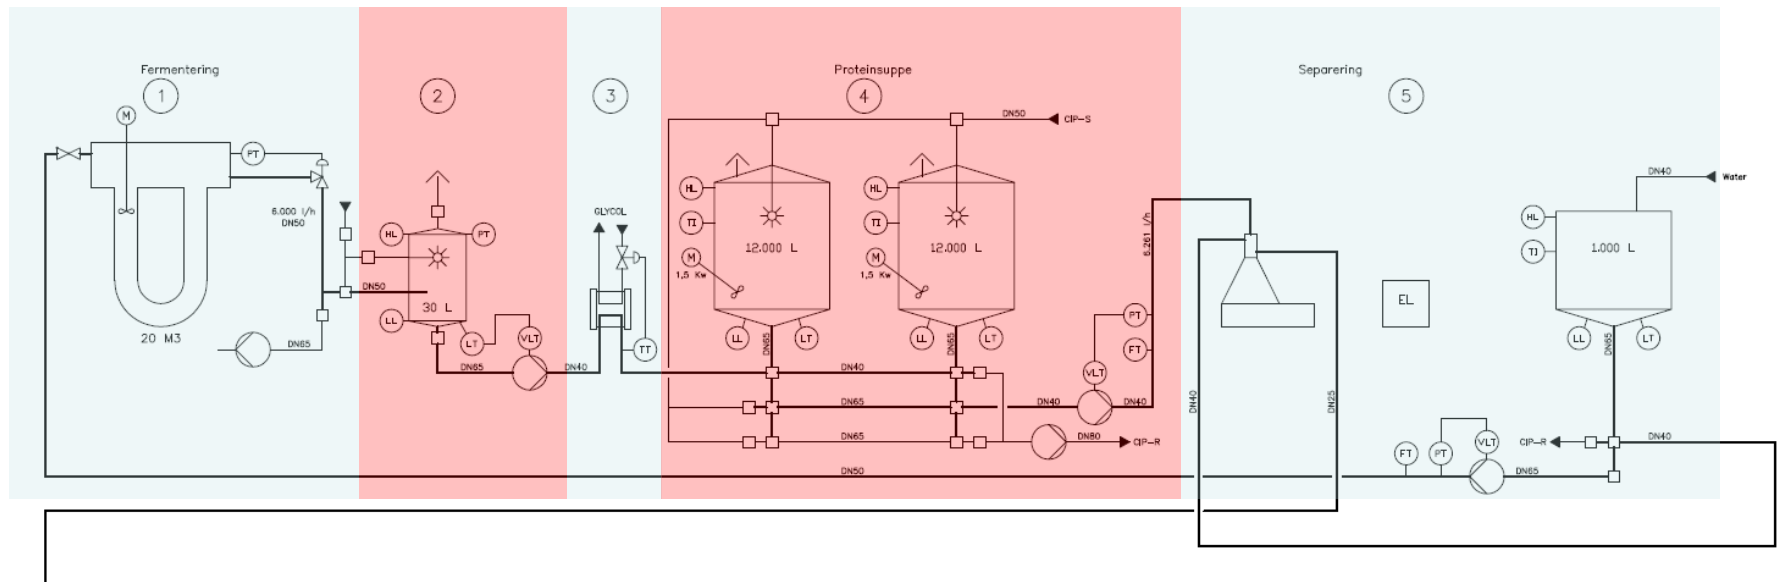 Fermentering
1
M
PT
6.000 l/h
DN50
20 M3
DN65
2
HL
PT
DN50
30 L
LL
LT
VLT
DN65
DN40
3
GLYCOL
TT
Proteinsuppe
4
DN50
CIP-S
HL
TI
M
1,5 Kw
12.000 L
LL
DN65
LT
HL
TI
M
1,5 Kw
12.000 L
LL
DN65
LT
DN40
DN65
DN40
DN65
DN80
CIP-R
VLT
DN40
PT
FT
6.261 l/h
Separering
5
DN40
DN25
EL
DN40
Water
HL
TI
1.000 L
LL
DN65
LT
CIP-R
DN40
FT
PT
VLT
DN65
DN50